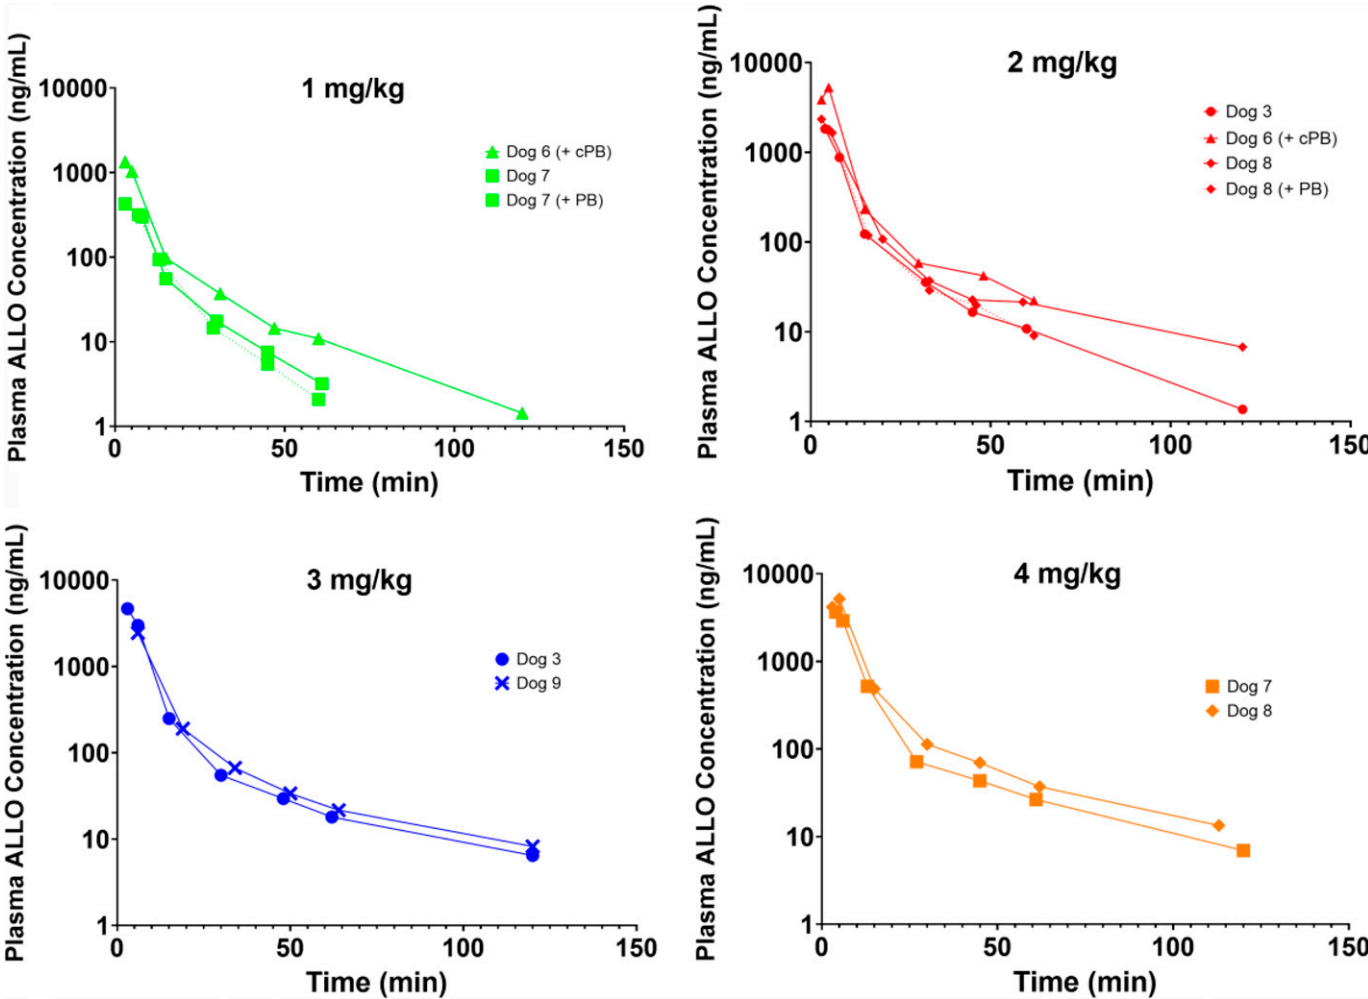 1 mg/kg
Plasma ALLO Concentration (ng/mL)
10000
1000
100
10
1
Dog 6 (+ cPB)
Dog 7
Dog 7 (+ PB)
0 50 100 150
Time (min)
2 mg/kg
Plasma ALLO Concentration (ng/mL)
10000
1000
100
10
1
Dog 3
Dog 6 (+ cPB)
Dog 8
Dog 8 (+ PB)
0 50 100 150
Time (min)
3 mg/kg
Plasma ALLO Concentration (ng/mL)
10000
1000
100
10
1
Dog 3
Dog 9
0 50 100 150
Time (min)
4 mg/kg
Plasma ALLO Concentration (ng/mL)
10000
1000
100
10
1
Dog 7
Dog 8
0 50 100 150
Time (min)